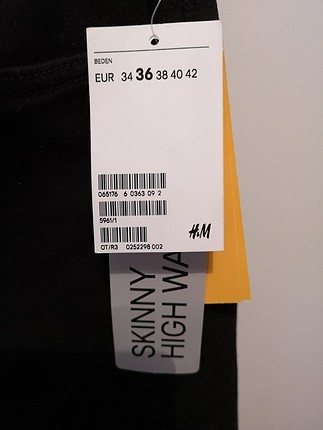 BEDEN
EUR 34 36 38 40 42
065176 6 0363 09 2
5961/1
H&M
OT/R3 0252298 002
SKINNY
HIGH WA